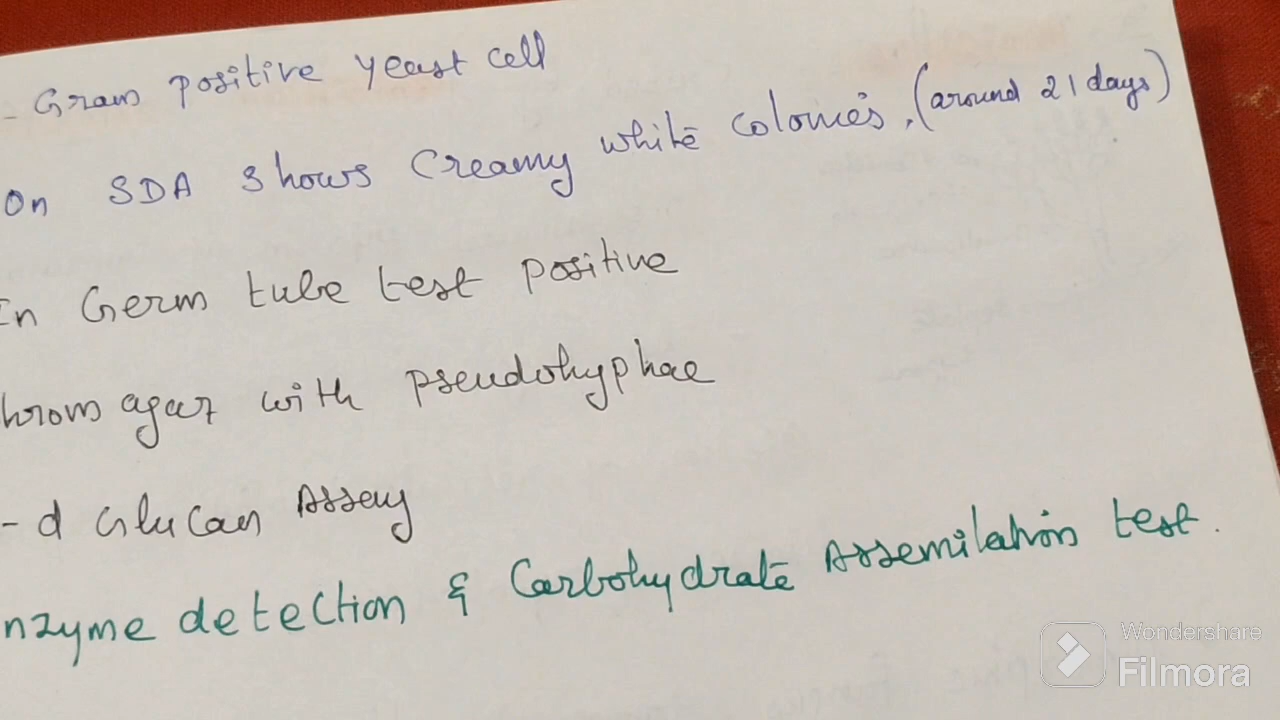 - Gram positive yeast cell
On SDA shows Creamy white colonies, (around 21 days)
In Germ tube test positive
hrom agar with pseudohyphae
- d Glucan Assay
nzyme detection & Carbohydrate Assemilation test.
Wondershare
Filmora